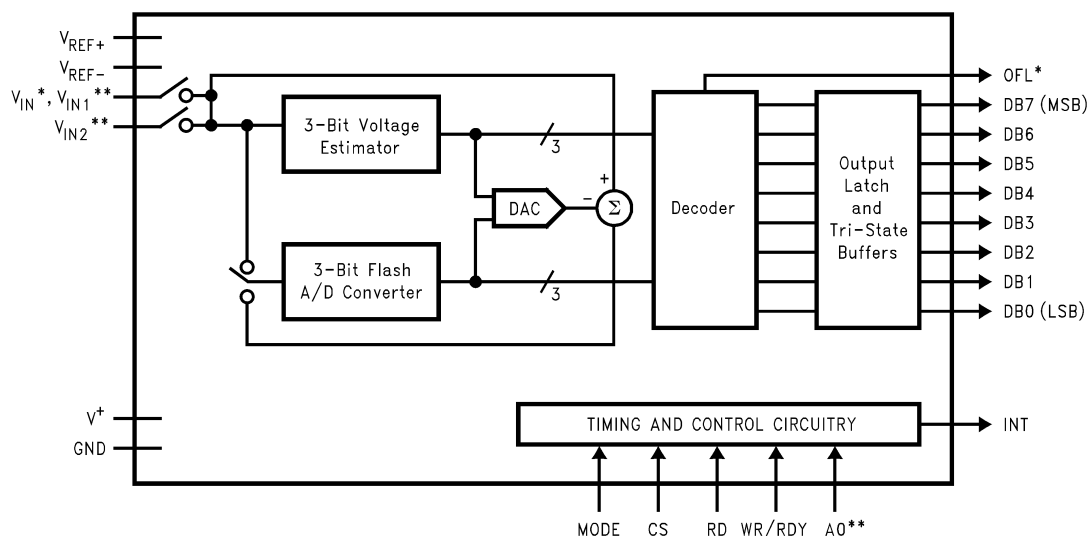 VREF+
VREF-
VIN*, VIN1**
VIN2**
3-Bit Voltage
Estimator
3
DAC
+
-
Σ
3-Bit Flash
A/D Converter
3
Decoder
Output
Latch
and
Tri-State
Buffers
OFL*
DB7 (MSB)
DB6
DB5
DB4
DB3
DB2
DB1
DB0 (LSB)
V+
GND
TIMING AND CONTROL CIRCUITRY
INT
MODE CS RD WR/RDY A0**